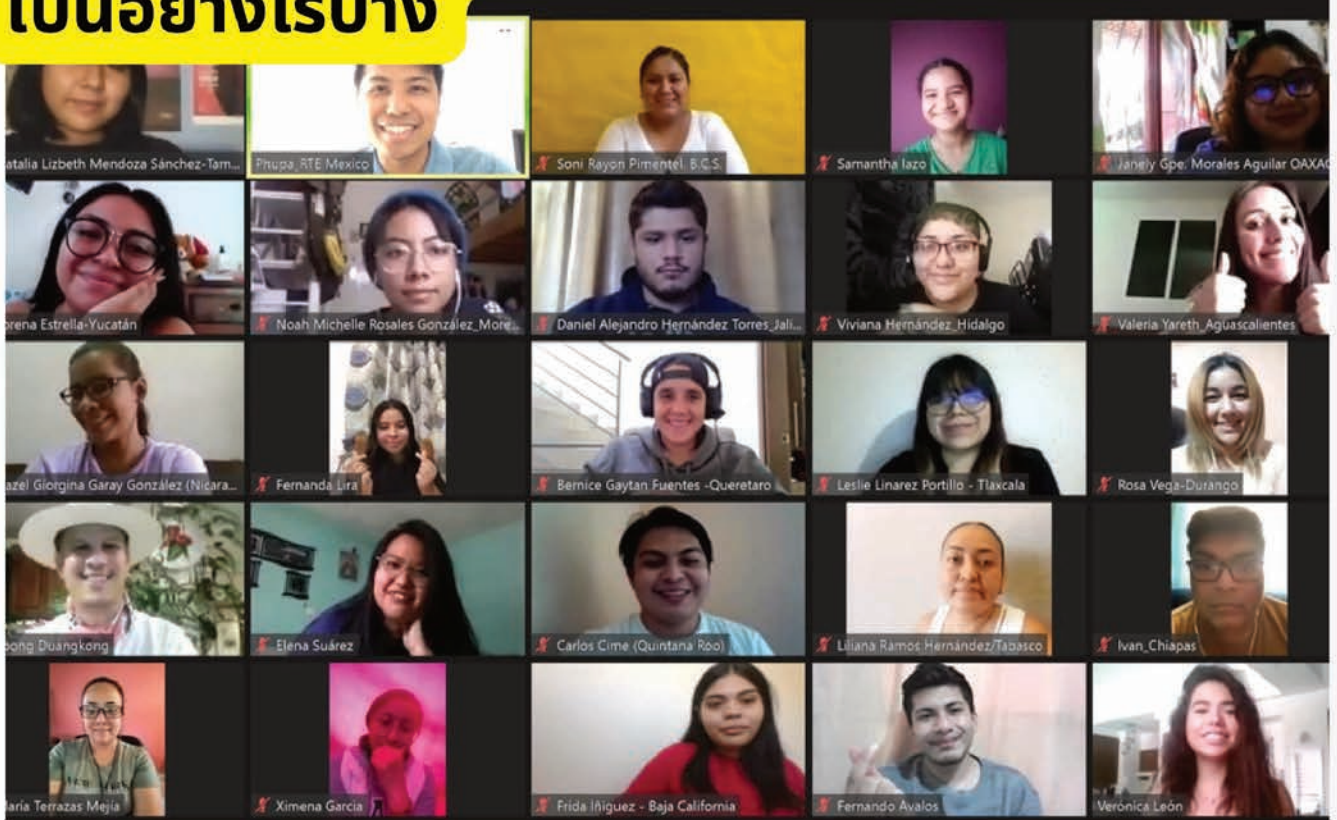 เป็นอย่างไรบ้าง
atalia Lizbeth Mendoza Sánchez-Tam...
Phupa_RTE Mexico
Soni Rayon Pimentel. B.C.S.
Samantha lazo
Janely Gpe. Morales Aguilar OAXAC
orena Estrella-Yucatán
Noah Michelle Rosales González_More...
Daniel Alejandro Hernández Torres_Jali...
Viviana Hernández_Hidalgo
Valeria Yareth_Aguascalientes
azel Giorgina Garay González (Nicara...
Fernanda Lira
Bernice Gaytan Fuentes -Queretaro
Leslie Linarez Portillo - Tlaxcala
Rosa Vega-Durango
pong Duangkong
Elena Suárez
Carlos Cime (Quintana Roo)
Liliana Ramos Hernández/Tabasco
Ivan_Chiapas
aria Terrazas Mejía
Ximena García
Frida Iñiguez - Baja California
Fernando Avalos
Verónica León